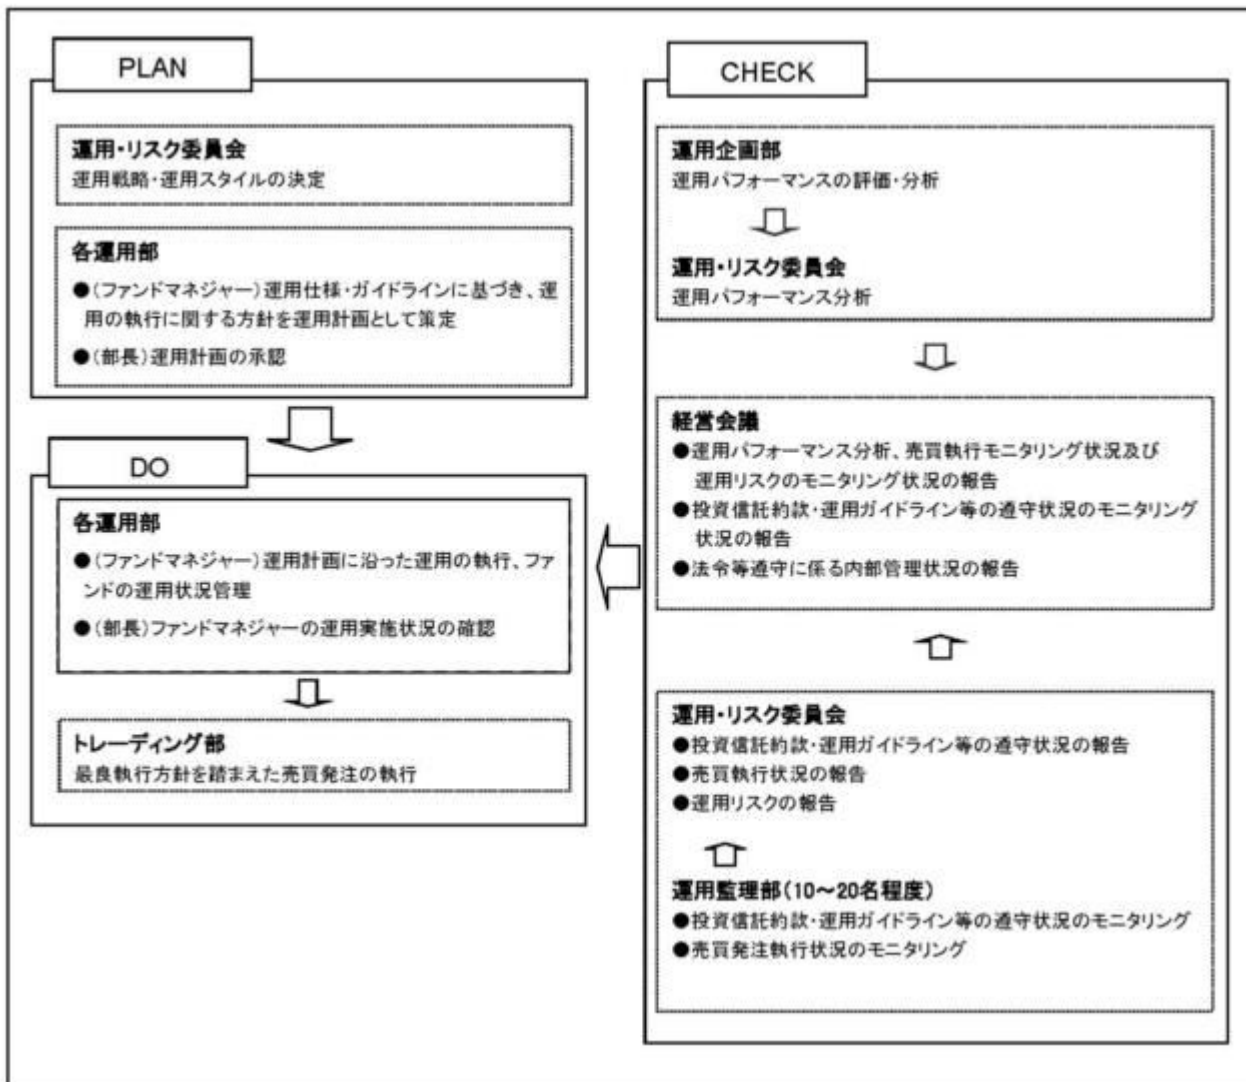 PLAN
運用・リスク委員会
運用戦略・運用スタイルの決定
各運用部
●(ファンドマネジャー)運用仕様・ガイドラインに基づき、運
用の執行に関する方針を運用計画として策定
●(部長)運用計画の承認
DO
各運用部
●(ファンドマネジャー)運用計画に沿った運用の執行、ファ
ンドの運用状況管理
●(部長)ファンドマネジャーの運用実施状況の確認
トレーディング部
最良執行方針を踏まえた売買発注の執行
CHECK
運用企画部
運用パフォーマンスの評価・分析
運用・リスク委員会
運用パフォーマンス分析
経営会議
●運用パフォーマンス分析、売買執行モニタリング状況及び
運用リスクのモニタリング状況の報告
●投資信託約款・運用ガイドライン等の遵守状況のモニタリング
状況の報告
●法令等遵守に係る内部管理状況の報告
運用・リスク委員会
●投資信託約款・運用ガイドライン等の遵守状況の報告
●売買執行状況の報告
●運用リスクの報告
運用監理部(10～20名程度)
●投資信託約款・運用ガイドライン等の遵守状況のモニタリング
●売買発注執行状況のモニタリング